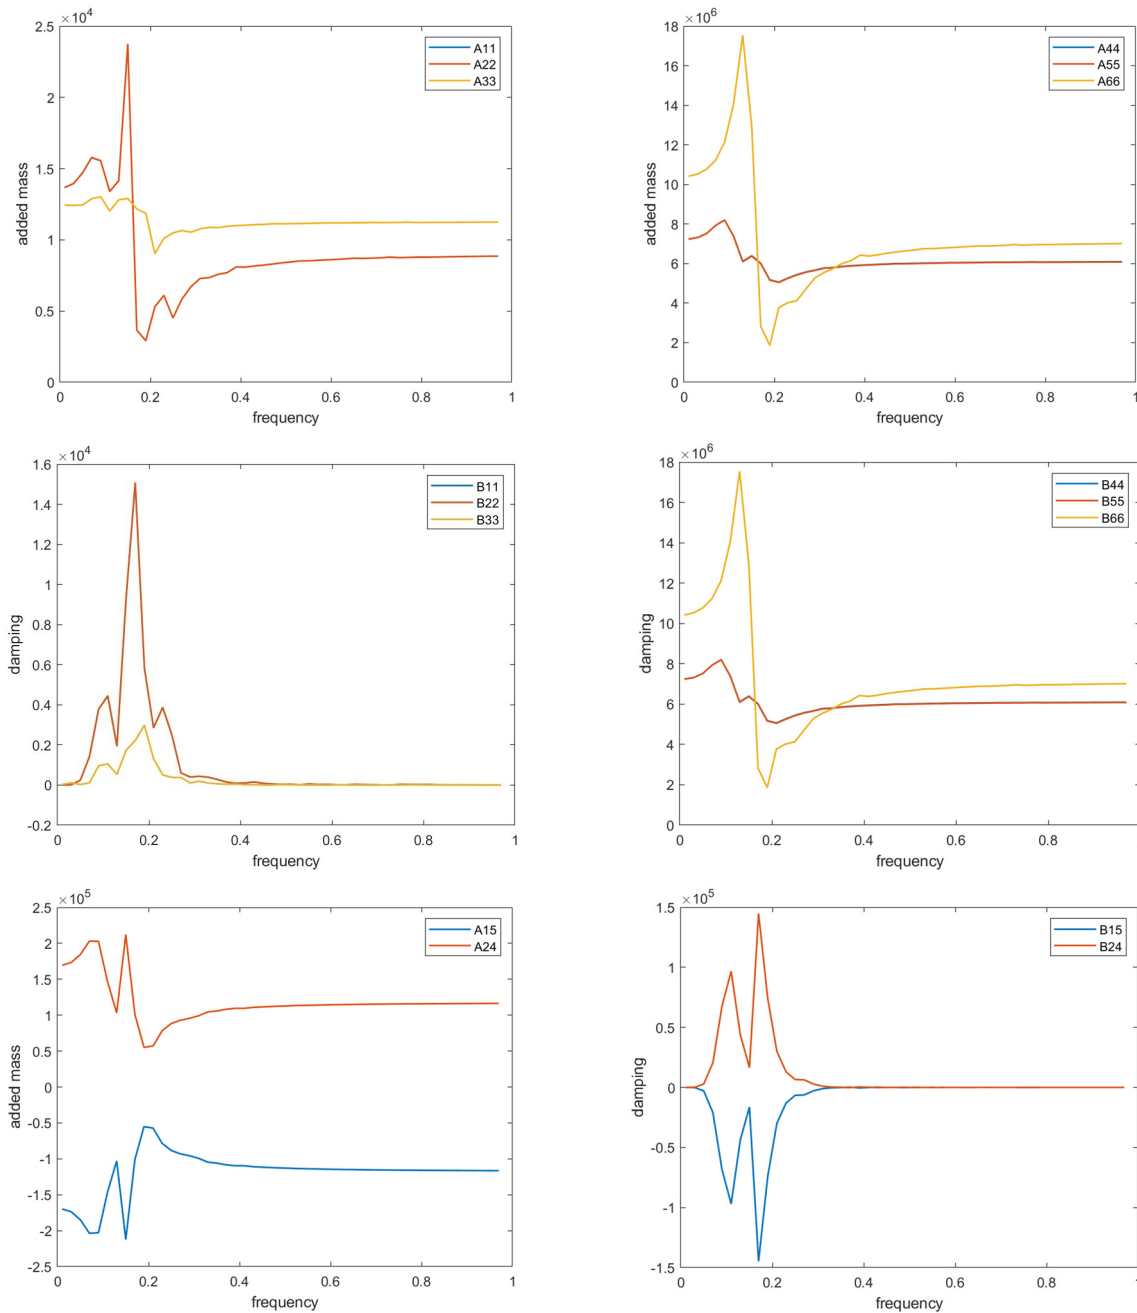 ×10⁴
2.5
2
1.5
1
0.5
0
added mass
A11
A22
A33
0 0.2 0.4 0.6 0.8 1
frequency
×10⁶
18
16
14
12
10
8
6
4
2
0
added mass
A44
A55
A66
0 0.2 0.4 0.6 0.8 1
frequency
×10⁴
1.6
1.4
1.2
1
0.8
0.6
0.4
0.2
0
-0.2
damping
B11
B22
B33
0 0.2 0.4 0.6 0.8 1
frequency
×10⁶
18
16
14
12
10
8
6
4
2
0
damping
B44
B55
B66
0 0.2 0.4 0.6 0.8 1
frequency
×10⁵
2.5
2
1.5
1
0.5
0
-0.5
-1
-1.5
-2
-2.5
added mass
A15
A24
0 0.2 0.4 0.6 0.8 1
frequency
×10⁵
1.5
1
0.5
0
-0.5
-1
-1.5
damping
B15
B24
0 0.2 0.4 0.6 0.8 1
frequency